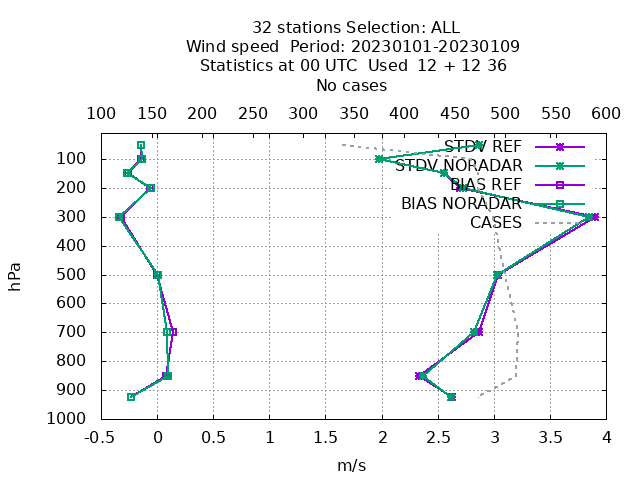 32 stations Selection: ALL
Wind speed  Period: 20230101-20230109
Statistics at 00 UTC  Used  12 + 12 36
No cases
100 150 200 250 300 350 400 450 500 550 600
STDV REF
100
STDV NORADAR
200
BIAS REF
BIAS NORADAR
300
CASES
400
hPa
500
600
700
800
900
1000
-0.5 0 0.5 1 1.5 2 2.5 3 3.5 4
m/s